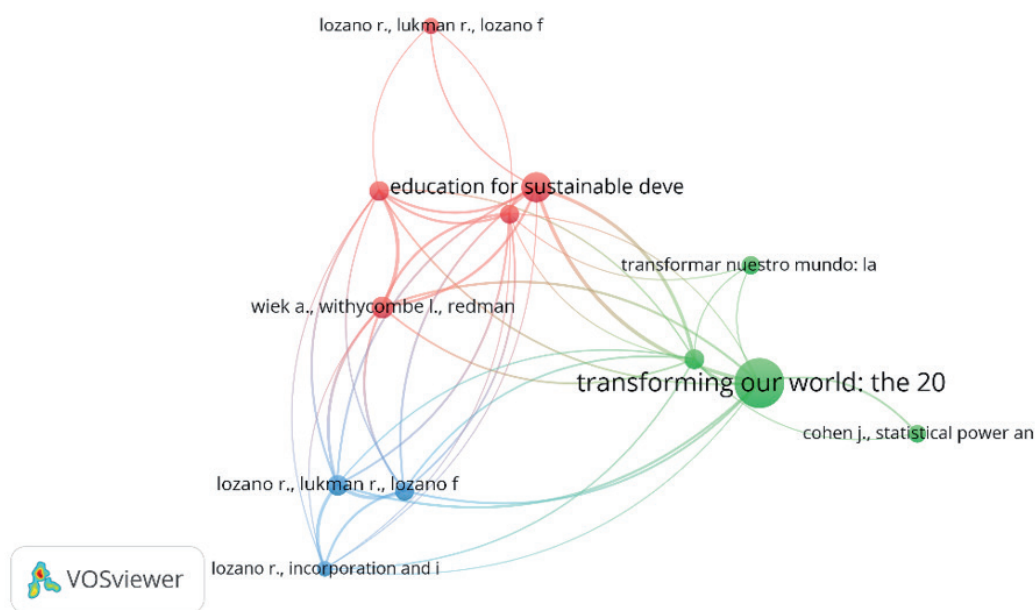 lozano r., lukman r., lozano f
education for sustainable deve
transformar nuestro mundo: la
wiek a., withycombe l., redman
transforming our world: the 20
cohen j., statistical power an
lozano r., lukman r., lozano f
lozano r., incorporation and i
VOSviewer